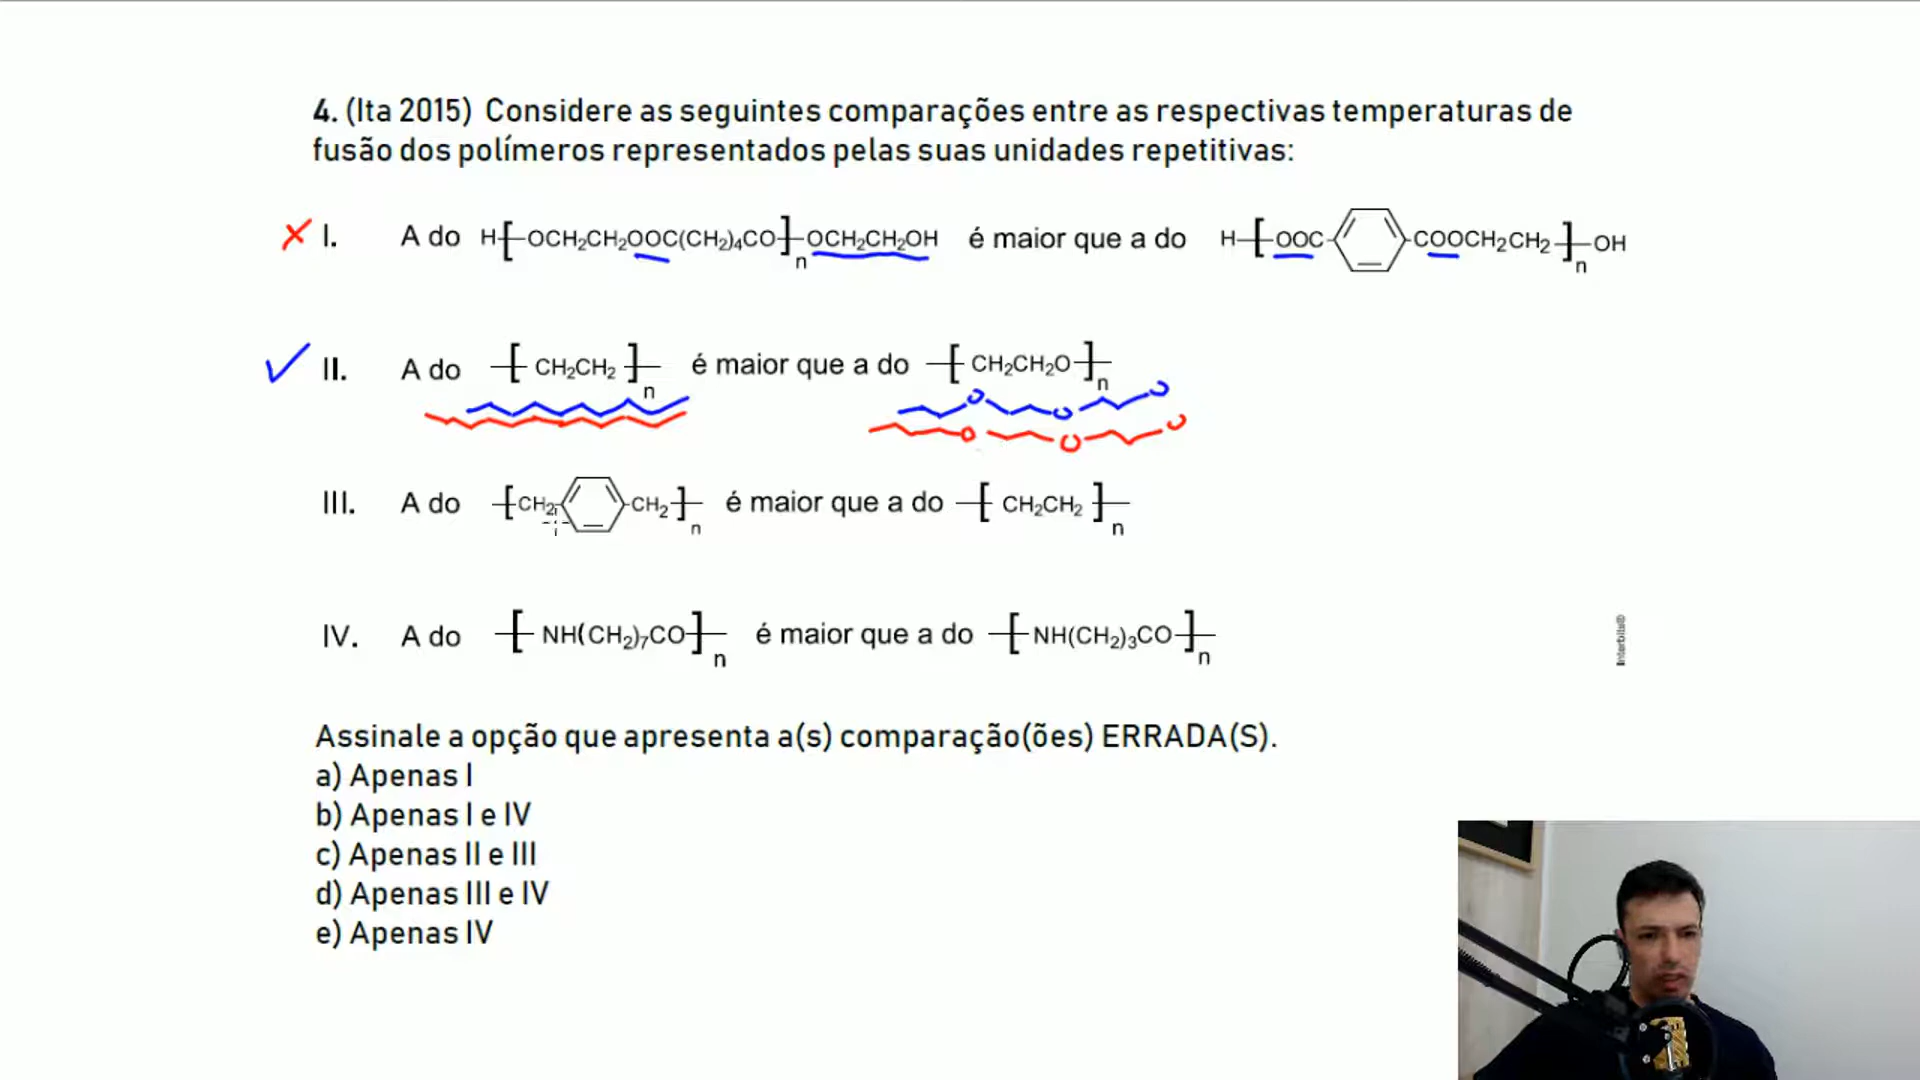 4. (Ita 2015) Considere as seguintes comparações entre as respectivas temperaturas de
fusão dos polímeros representados pelas suas unidades repetitivas:
I. A do H-[-OCH₂CH₂OOC(CH₂)₄CO-]-ₙOCH₂CH₂OH é maior que a do H-[-OOC-COOCH₂CH₂-]ₙ-OH
II. A do -[-CH₂CH₂-]-ₙ é maior que a do -[-CH₂CH₂O-]-ₙ
III. A do -[-CH₂-CH₂-]-ₙ é maior que a do -[-CH₂CH₂-]-ₙ
IV. A do -[-NH(CH₂)₇CO-]-ₙ é maior que a do -[-NH(CH₂)₃CO-]-ₙ
Interbits®
Assinale a opção que apresenta a(s) comparação(ões) ERRADA(S).
a) Apenas I
b) Apenas I e IV
c) Apenas II e III
d) Apenas III e IV
e) Apenas IV